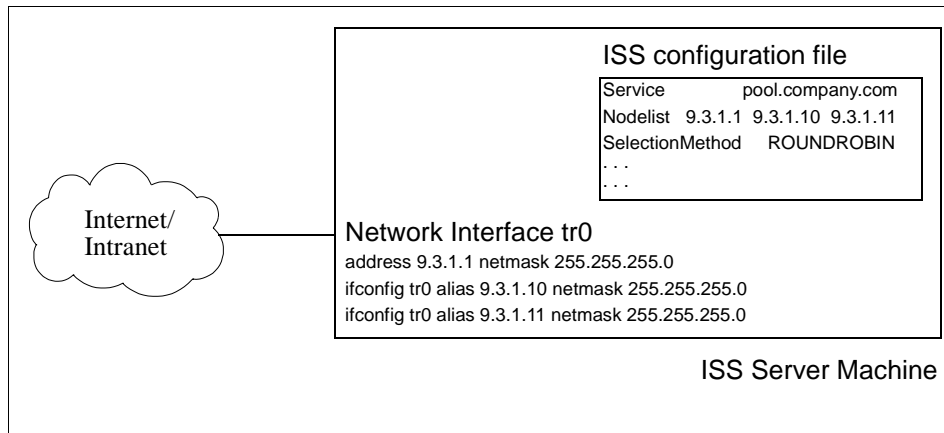 ISS configuration file
Service pool.company.com
Nodelist 9.3.1.1 9.3.1.10 9.3.1.11
SelectionMethod ROUNDROBIN
. . .
. . .
Internet/
Intranet
Network Interface tr0
address 9.3.1.1 netmask 255.255.255.0
ifconfig tr0 alias 9.3.1.10 netmask 255.255.255.0
ifconfig tr0 alias 9.3.1.11 netmask 255.255.255.0
ISS Server Machine